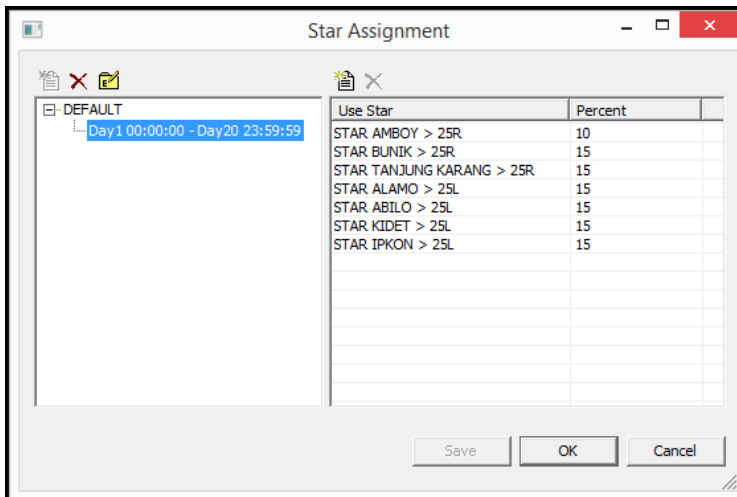 Star Assignment
DEFAULT
Day1 00:00:00 - Day20 23:59:59
Use Star Percent
STAR AMBOY > 25R 10
STAR BUNIK > 25R 15
STAR TANJUNG KARANG > 25R 15
STAR ALAMO > 25L 15
STAR ABILO > 25L 15
STAR KIDET > 25L 15
STAR IPKON > 25L 15
Save OK Cancel